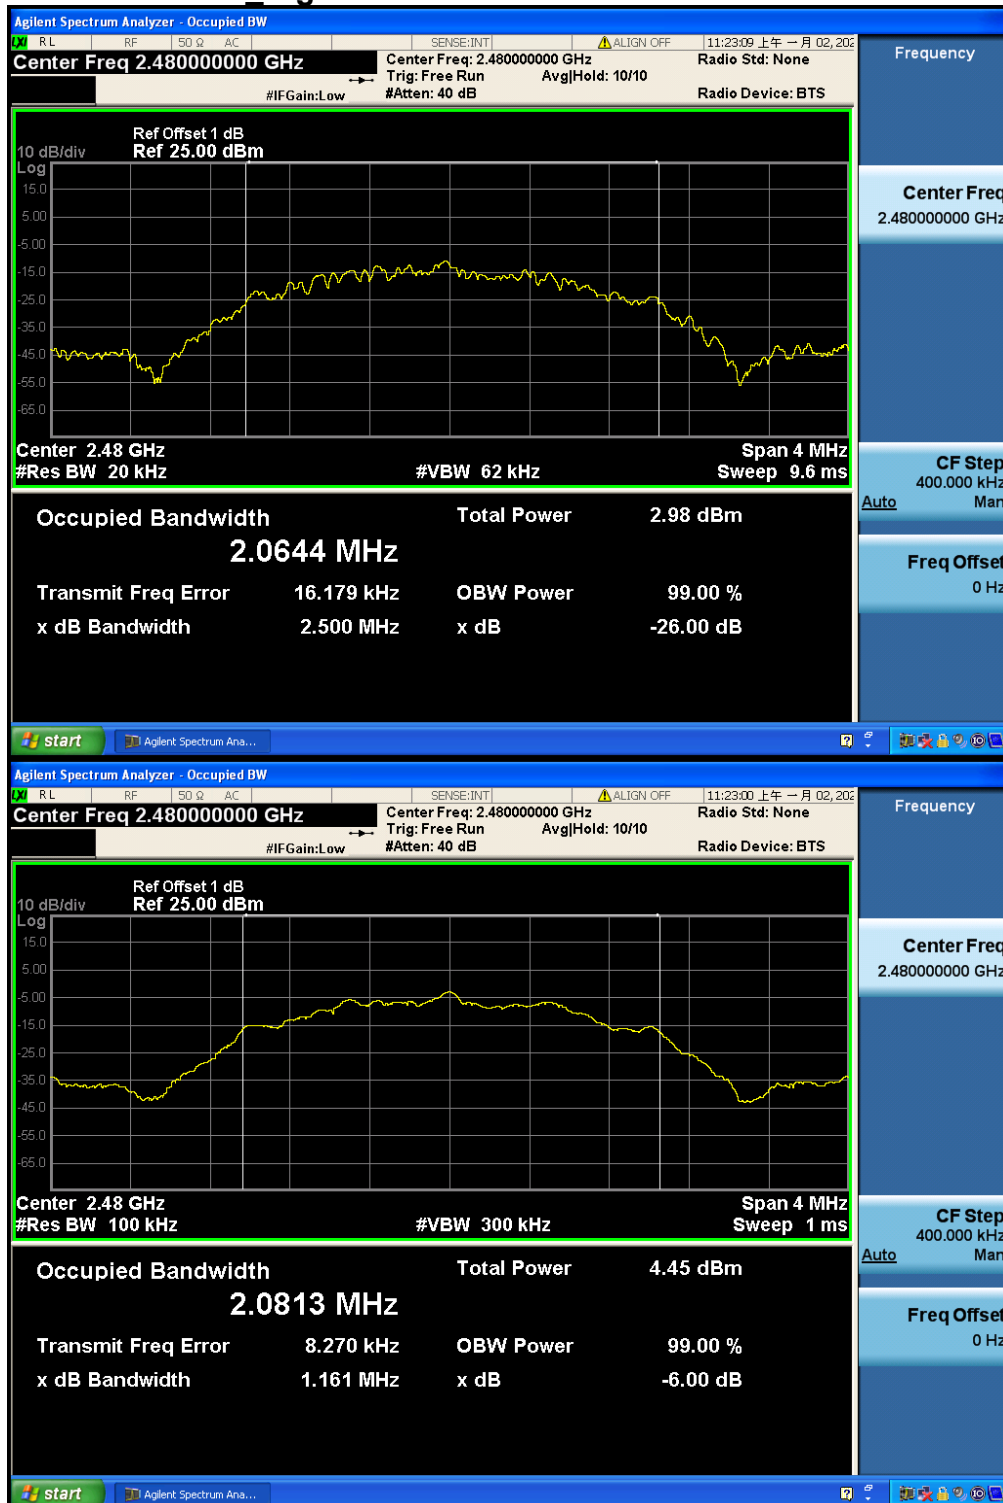 Agilent Spectrum Analyzer - Occupied BW
LXI RL RF 50 Ω AC SENSE:INT ALIGN OFF 11:23:09 上午 一月 02, 202
Center Freq 2.480000000 GHz
Center Freq: 2.480000000 GHz
Radio Std: None
Trig: Free Run Avg|Hold: 10/10
#IFGain:Low #Atten: 40 dB Radio Device: BTS
Frequency
Ref Offset 1 dB
10 dB/div Ref 25.00 dBm
Log
15.0
5.00
-5.00
-15.0
-25.0
-35.0
-45.0
-55.0
-65.0
Center 2.48 GHz Span 4 MHz
#Res BW 20 kHz #VBW 62 kHz Sweep 9.6 ms
Occupied Bandwidth Total Power 2.98 dBm
2.0644 MHz
Transmit Freq Error 16.179 kHz OBW Power 99.00 %
x dB Bandwidth 2.500 MHz x dB -26.00 dB
Center Freq
2.480000000 GHz
CF Step
400.000 kHz
Auto Man
Freq Offset
0 Hz
start Agilent Spectrum Ana...
Agilent Spectrum Analyzer - Occupied BW
LXI RL RF 50 Ω AC SENSE:INT ALIGN OFF 11:23:00 上午 一月 02, 202
Center Freq 2.480000000 GHz
Center Freq: 2.480000000 GHz
Radio Std: None
Trig: Free Run Avg|Hold: 10/10
#IFGain:Low #Atten: 40 dB Radio Device: BTS
Frequency
Ref Offset 1 dB
10 dB/div Ref 25.00 dBm
Log
15.0
5.00
-5.00
-15.0
-25.0
-35.0
-45.0
-55.0
-65.0
Center 2.48 GHz Span 4 MHz
#Res BW 100 kHz #VBW 300 kHz Sweep 1 ms
Occupied Bandwidth Total Power 4.45 dBm
2.0813 MHz
Transmit Freq Error 8.270 kHz OBW Power 99.00 %
x dB Bandwidth 1.161 MHz x dB -6.00 dB
Center Freq
2.480000000 GHz
CF Step
400.000 kHz
Auto Man
Freq Offset
0 Hz
start Agilent Spectrum Ana...